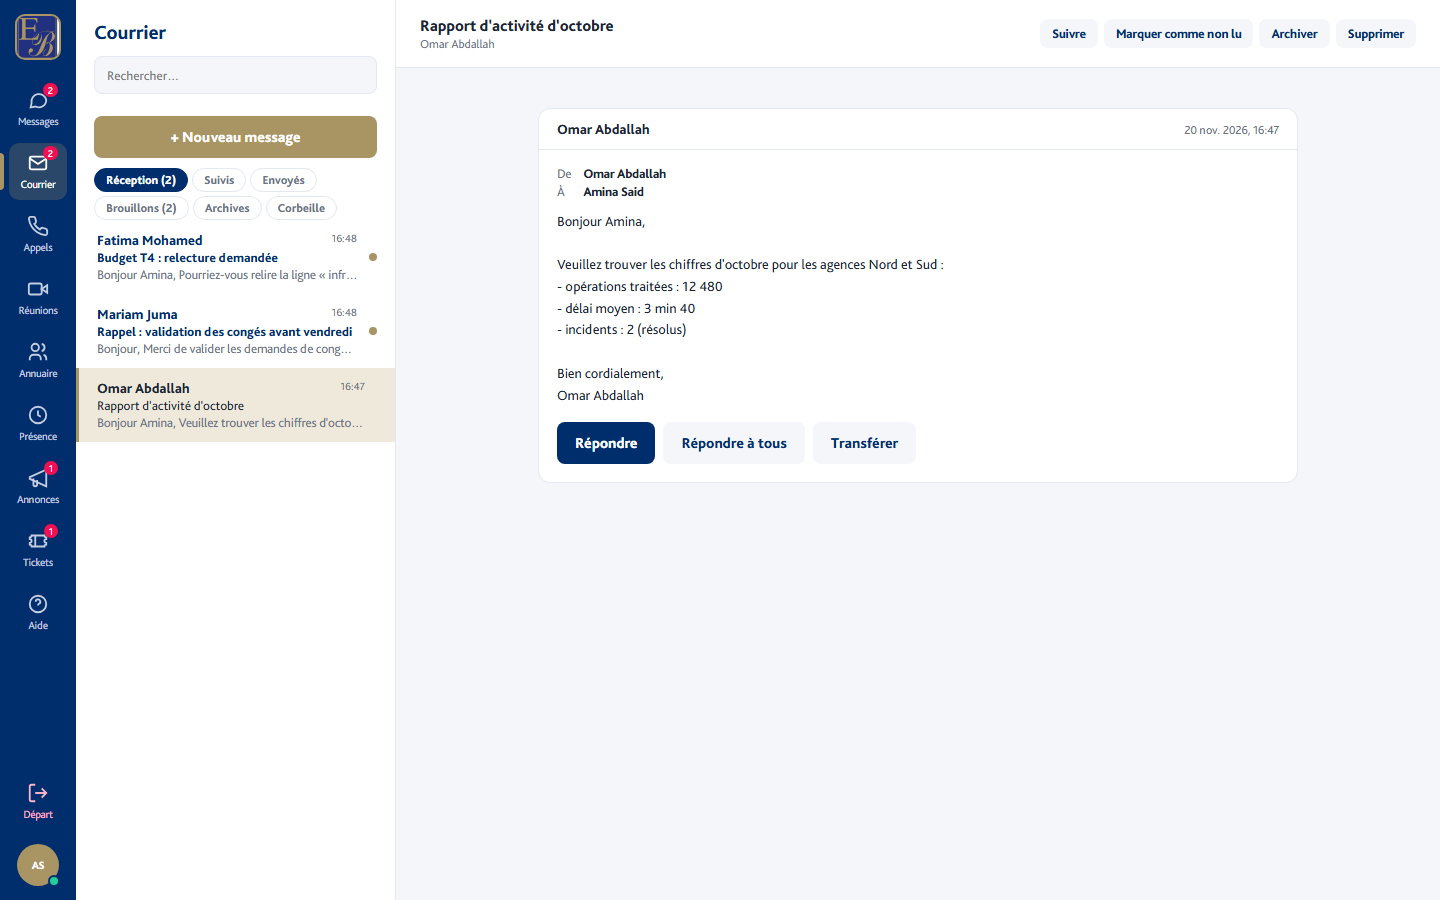 EB
2
Messages
2
Courrier
Appels
Réunions
Annuaire
Présence
1
Annonces
1
Tickets
Aide
Départ
AS
Courrier
Rechercher...
+ Nouveau message
Réception (2)
Suivis
Envoyés
Brouillons (2)
Archives
Corbeille
Fatima Mohamed 16:48
Budget T4 : relecture demandée
Bonjour Amina, Pourriez-vous relire la ligne « infr...
Mariam Juma 16:48
Rappel : validation des congés avant vendredi
Bonjour, Merci de valider les demandes de cong...
Omar Abdallah 16:47
Rapport d'activité d'octobre
Bonjour Amina, Veuillez trouver les chiffres d'octo...
Rapport d'activité d'octobre
Omar Abdallah
Suivre
Marquer comme non lu
Archiver
Supprimer
Omar Abdallah 20 nov. 2026, 16:47
De Omar Abdallah
À Amina Said
Bonjour Amina,
Veuillez trouver les chiffres d'octobre pour les agences Nord et Sud :
- opérations traitées : 12 480
- délai moyen : 3 min 40
- incidents : 2 (résolus)
Bien cordialement,
Omar Abdallah
Répondre
Répondre à tous
Transférer